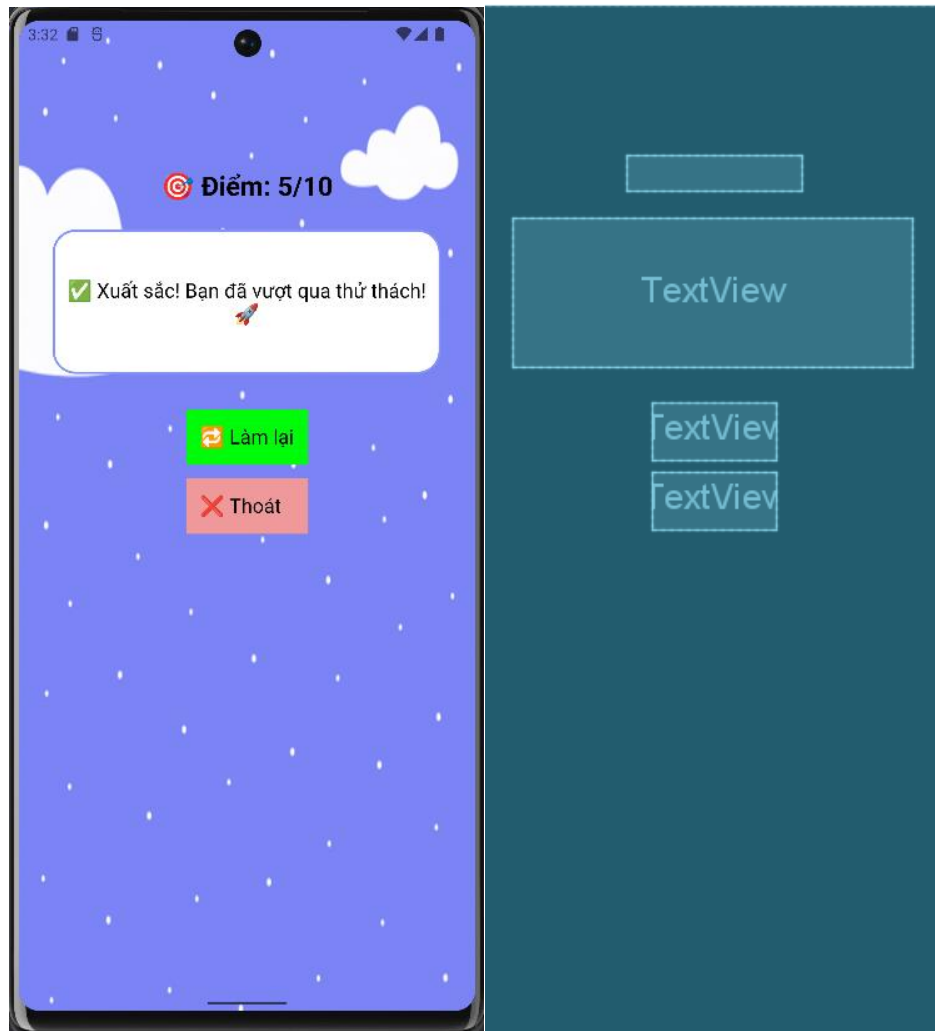 3:32
🎯 Điểm: 5/10
✅ Xuất sắc! Bạn đã vượt qua thử thách!
🚀
🔁 Làm lại
❌ Thoát
TextView
TextView
TextView